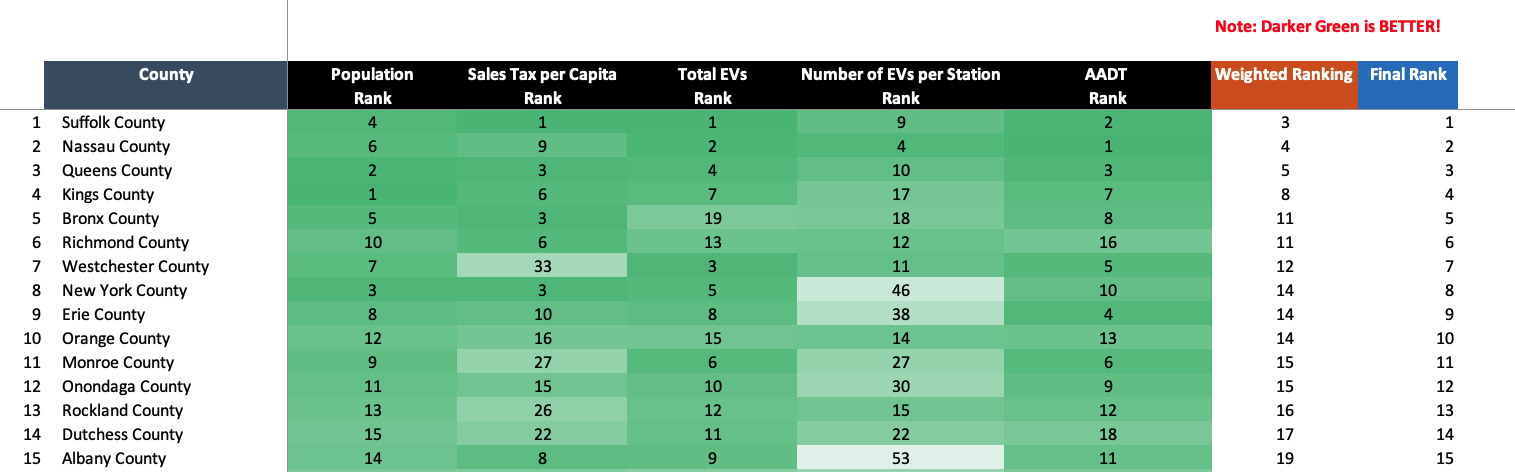 Note: Darker Green is BETTER!
County Population Sales Tax per Capita Total EVs Number of EVs per Station AADT Weighted Ranking Final Rank
Rank Rank Rank Rank Rank
1 Suffolk County 4 1 1 9 2 3 1
2 Nassau County 6 9 2 4 1 4 2
3 Queens County 2 3 4 10 3 5 3
4 Kings County 1 6 7 17 7 8 4
5 Bronx County 5 3 19 18 8 11 5
6 Richmond County 10 6 13 12 16 11 6
7 Westchester County 7 33 3 11 5 12 7
8 New York County 3 3 5 46 10 14 8
9 Erie County 8 10 8 38 4 14 9
10 Orange County 12 16 15 14 13 14 10
11 Monroe County 9 27 6 27 6 15 11
12 Onondaga County 11 15 10 30 9 15 12
13 Rockland County 13 26 12 15 12 16 13
14 Dutchess County 15 22 11 22 18 17 14
15 Albany County 14 8 9 53 11 19 15